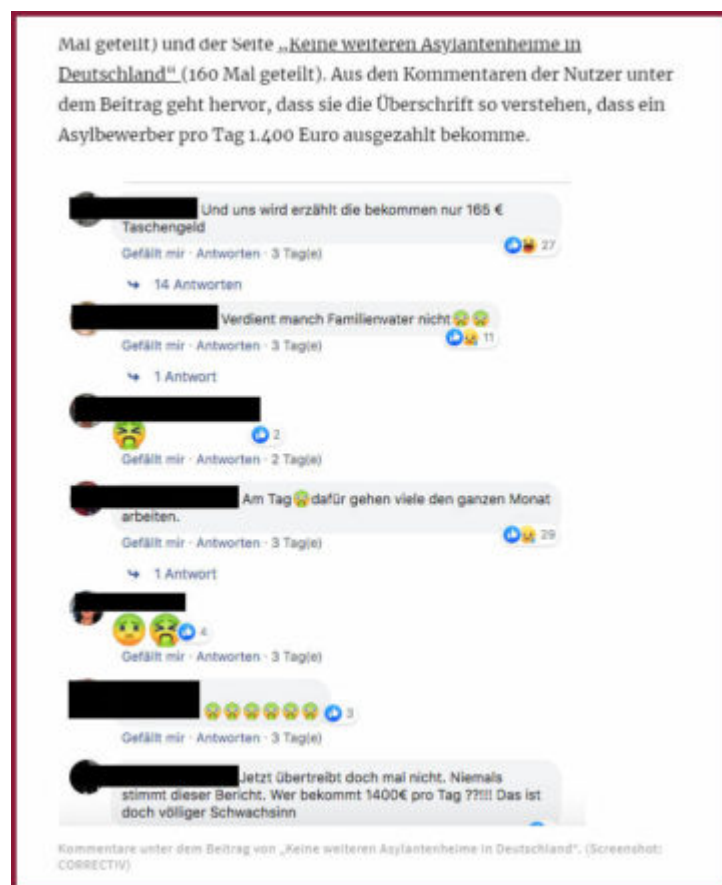 Mal geteilt) und der Seite „Keine weiteren Asylantenheime in
Deutschland“ (160 Mal geteilt). Aus den Kommentaren der Nutzer unter
dem Beitrag geht hervor, dass sie die Überschrift so verstehen, dass ein
Asylbewerber pro Tag 1.400 Euro ausgezahlt bekomme.
Und uns wird erzählt die bekommen nur 165 €
Taschengeld
27
Gefällt mir · Antworten · 3 Tag(e)
14 Antworten
Verdient manch Familienvater nicht
11
Gefällt mir · Antworten · 3 Tag(e)
1 Antwort
2
Gefällt mir · Antworten · 2 Tag(e)
Am Tag dafür gehen viele den ganzen Monat
arbeiten.
29
Gefällt mir · Antworten · 3 Tag(e)
1 Antwort
4
Gefällt mir · Antworten · 3 Tag(e)
3
Gefällt mir · Antworten · 3 Tag(e)
Jetzt übertreibt doch mal nicht. Niemals
stimmt dieser Bericht. Wer bekommt 1400€ pro Tag ??!!! Das ist
doch völliger Schwachsinn
Kommentare unter dem Beitrag von „Keine weiteren Asylantenheime in Deutschland“. (Screenshot:
CORRECTIV)